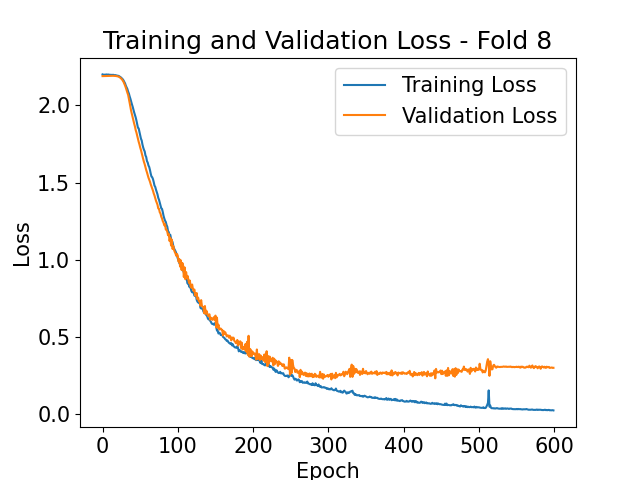 Training and Validation Loss - Fold 8
Training Loss
Validation Loss
Loss
2.0
1.5
1.0
0.5
0.0
0 100 200 300 400 500 600
Epoch